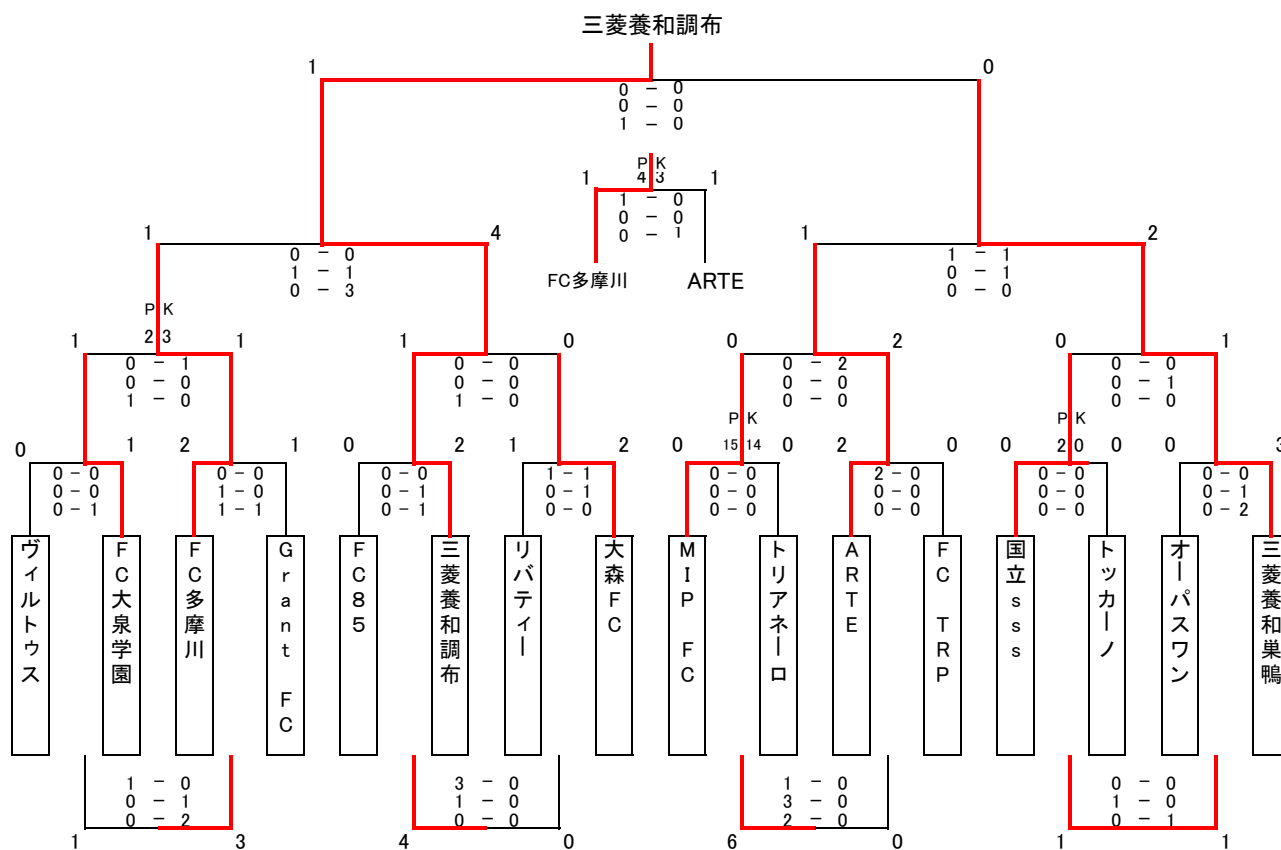 三菱養和調布
1 0
0 － 0
0 － 0
1 － 0
P K
4 3
1 1
1 － 0
0 － 0
0 － 1
FC多摩川 ARTE
1 4 1 2
0 － 0 1 － 1
1 － 1 0 － 1
0 － 3 1 － 0
P K
2 3
1 1 1 0 0 2 0 1
0 － 1 0 － 0 0 － 2 0 － 0
0 － 0 0 － 0 0 － 0 0 － 1
1 － 0 1 － 0 0 － 0 0 － 0
P K P K
15 14 2 0
0 1 2 1 0 2 1 2 0 0 2 0 0 0 0 3
0 － 0 0 － 0 0 － 0 1 － 1 0 － 0 2 － 0 0 － 0 0 － 0
0 － 0 1 － 0 0 － 1 0 － 0 0 － 0 0 － 0 0 － 0 0 － 1
0 － 1 1 － 1 0 － 1 0 － 0 0 － 0 0 － 0 0 － 0 0 － 2
ヴィルトゥス
FC大泉学園
FC多摩川
Grant FC
FC85
三菱養和調布
リバティー
大森FC
MIP FC
トリアネーロ
ARTE
FC TRP
国立sss
トッカーノ
オーパスワン
三菱養和巣鴨
1 － 0 3 － 0 1 － 0 0 － 0
0 － 1 1 － 0 3 － 0 1 － 0
0 － 2 0 － 0 2 － 0 0 － 1
1 3 4 0 6 0 1 1